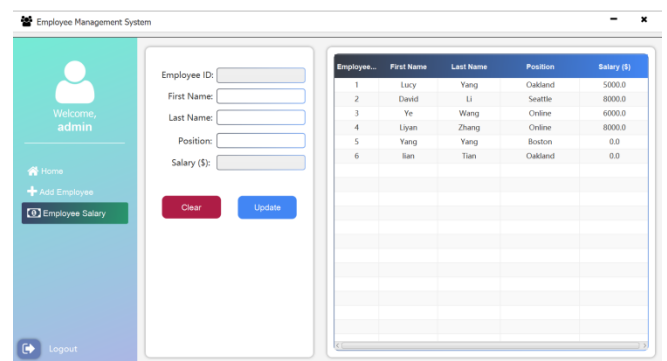 Employee Management System
Welcome,
admin
Home
Add Employee
Employee Salary
Logout
Employee ID:
First Name:
Last Name:
Position:
Salary ($):
Clear Update
Employee... First Name Last Name Position Salary ($)
1 Lucy Yang Oakland 5000.0
2 David Li Seattle 8000.0
3 Ye Wang Online 6000.0
4 Liyan Zhang Online 8000.0
5 Yang Yang Boston 0.0
6 lian Tian Oakland 0.0